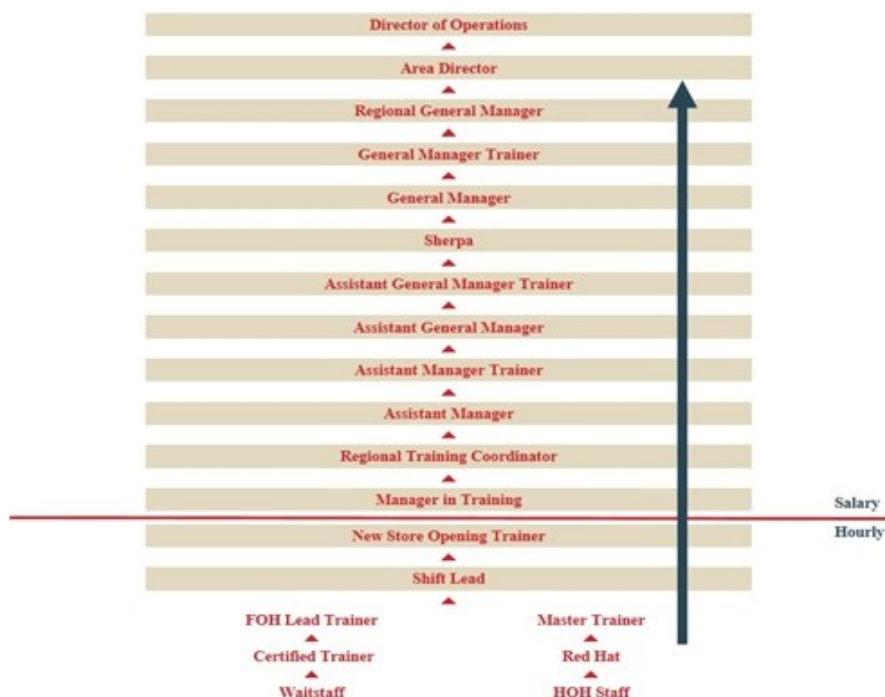 Director of Operations
Area Director
Regional General Manager
General Manager Trainer
General Manager
Sherpa
Assistant General Manager Trainer
Assistant General Manager
Assistant Manager Trainer
Assistant Manager
Regional Training Coordinator
Manager in Training
Salary
New Store Opening Trainer
Hourly
Shift Lead
FOH Lead Trainer
Master Trainer
Certified Trainer
Red Hat
Waitstaff
HOH Staff